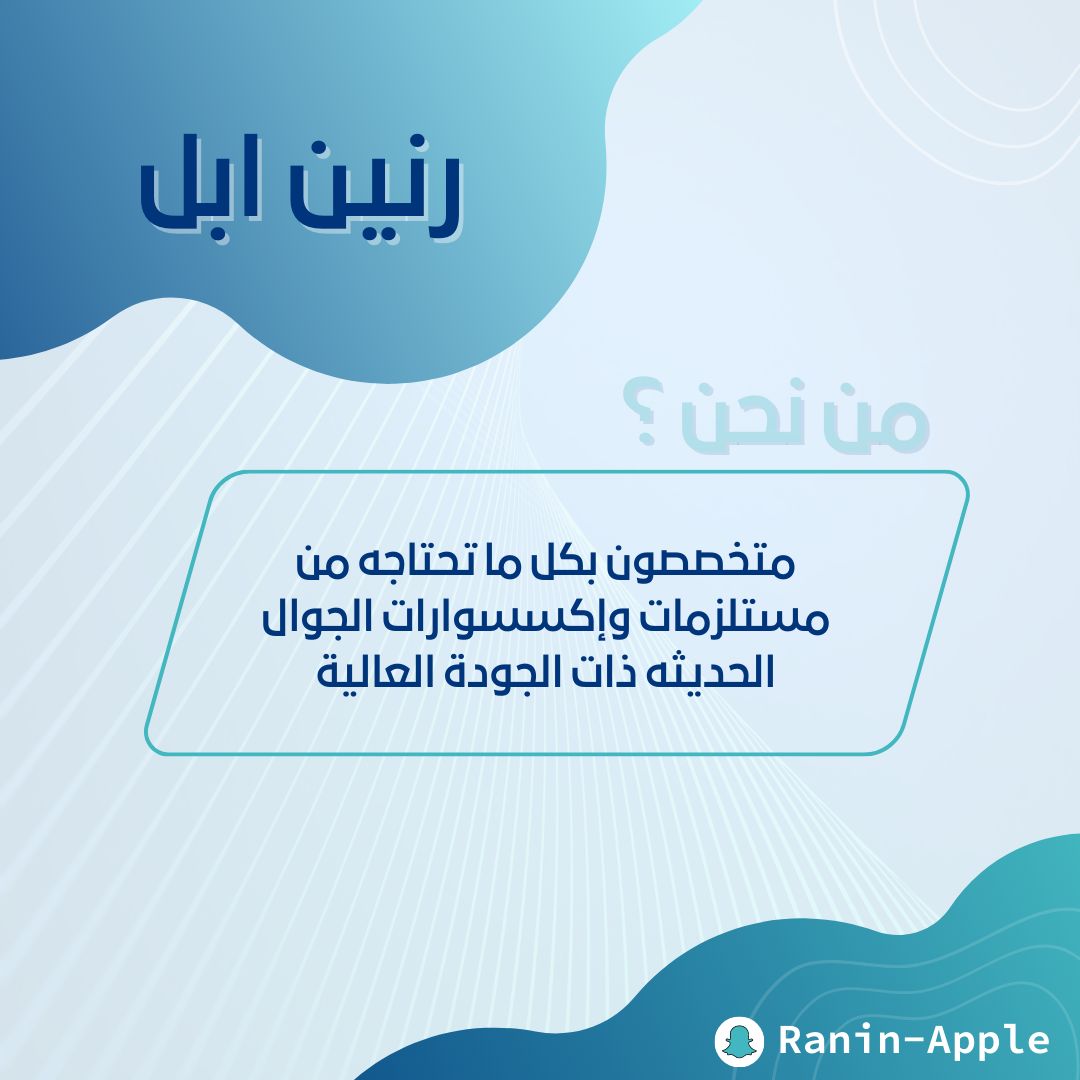 رنين ابل
من نحن ؟
متخصصون بكل ما تحتاجه من
مستلزمات وإكسسوارات الجوال
الحديثه ذات الجودة العالية
Ranin-Apple